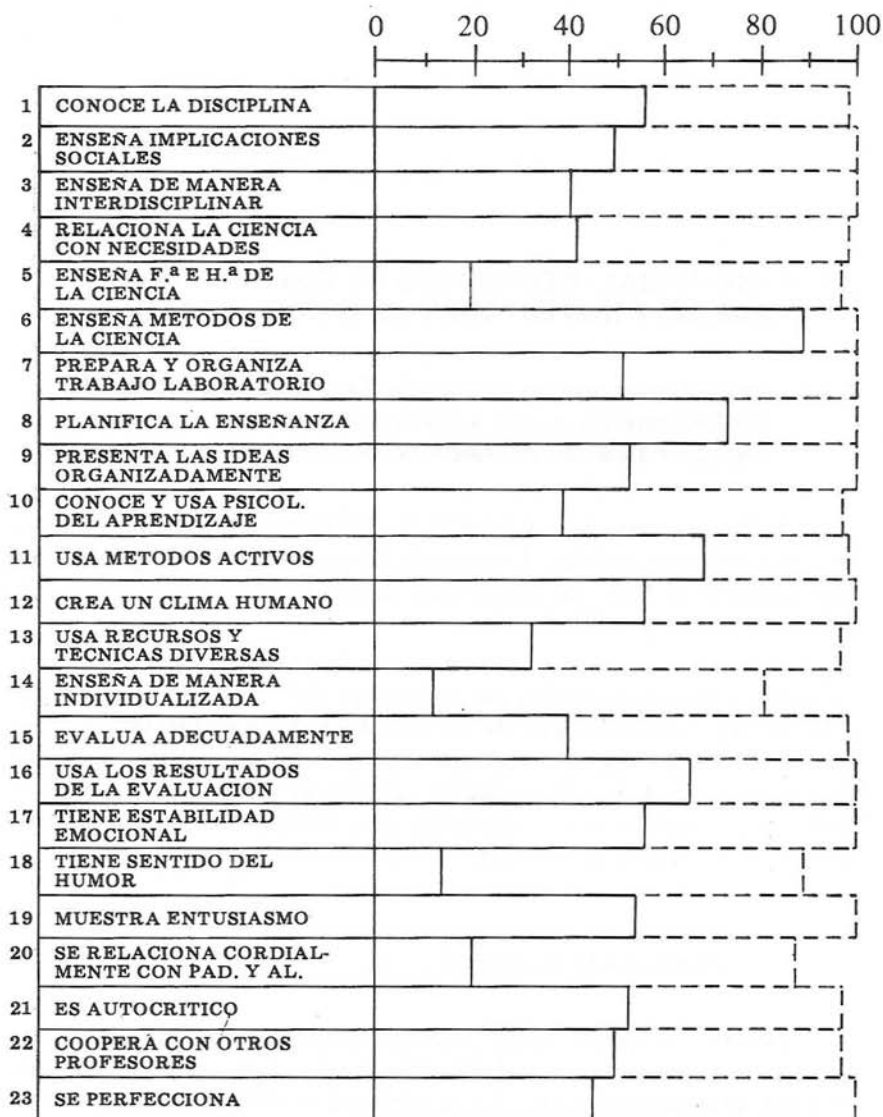 0 20 40 60 80 100
1 CONOCE LA DISCIPLINA
2 ENSEÑA IMPLICACIONES
SOCIALES
3 ENSEÑA DE MANERA
INTERDISCIPLINAR
4 RELACIONA LA CIENCIA
CON NECESIDADES
5 ENSEÑA F.ª E H.ª DE
LA CIENCIA
6 ENSEÑA METODOS DE
LA CIENCIA
7 PREPARA Y ORGANIZA
TRABAJO LABORATORIO
8 PLANIFICA LA ENSEÑANZA
9 PRESENTA LAS IDEAS
ORGANIZADAMENTE
10 CONOCE Y USA PSICOL.
DEL APRENDIZAJE
11 USA METODOS ACTIVOS
12 CREA UN CLIMA HUMANO
13 USA RECURSOS Y
TECNICAS DIVERSAS
14 ENSEÑA DE MANERA
INDIVIDUALIZADA
15 EVALUA ADECUADAMENTE
16 USA LOS RESULTADOS
DE LA EVALUACION
17 TIENE ESTABILIDAD
EMOCIONAL
18 TIENE SENTIDO DEL
HUMOR
19 MUESTRA ENTUSIASMO
20 SE RELACIONA CORDIAL-
MENTE CON PAD. Y AL.
21 ES AUTOCRITICO
22 COOPERA CON OTROS
PROFESORES
23 SE PERFECCIONA